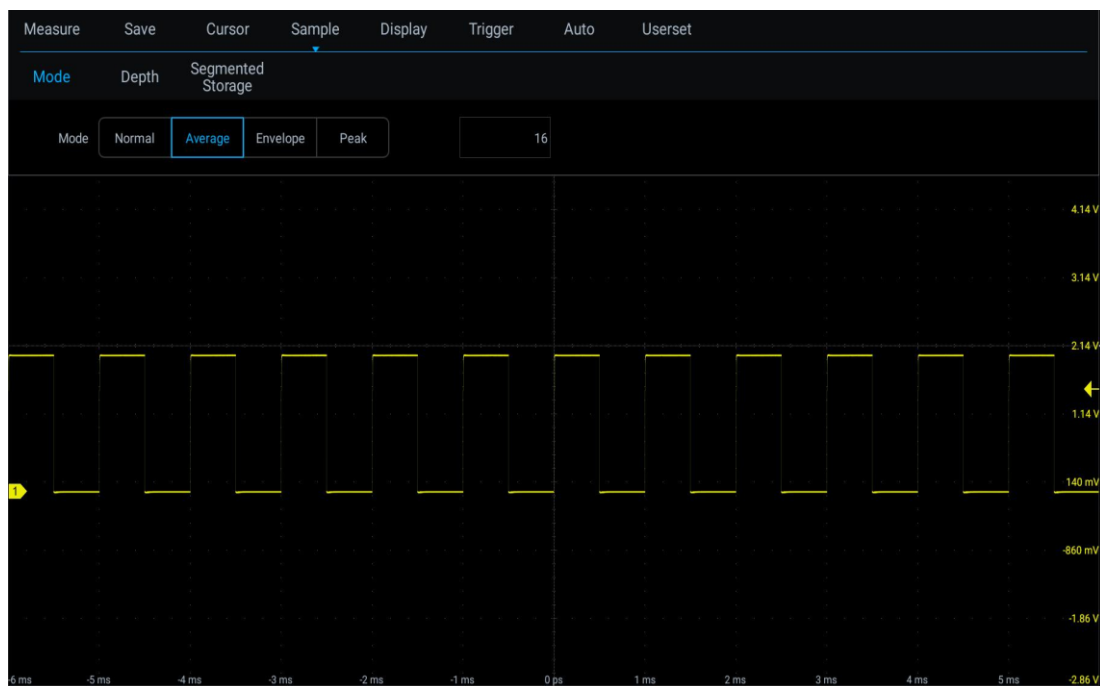 Measure Save Cursor Sample Display Trigger Auto Userset
Mode Depth Segmented
Storage
Mode Normal Average Envelope Peak 16
4.14 V
3.14 V
2.14 V
1.14 V
1
140 mV
-860 mV
-1.86 V
-2.86 V
-6 ms -5 ms -4 ms -3 ms -2 ms -1 ms 0 ps 1 ms 2 ms 3 ms 4 ms 5 ms